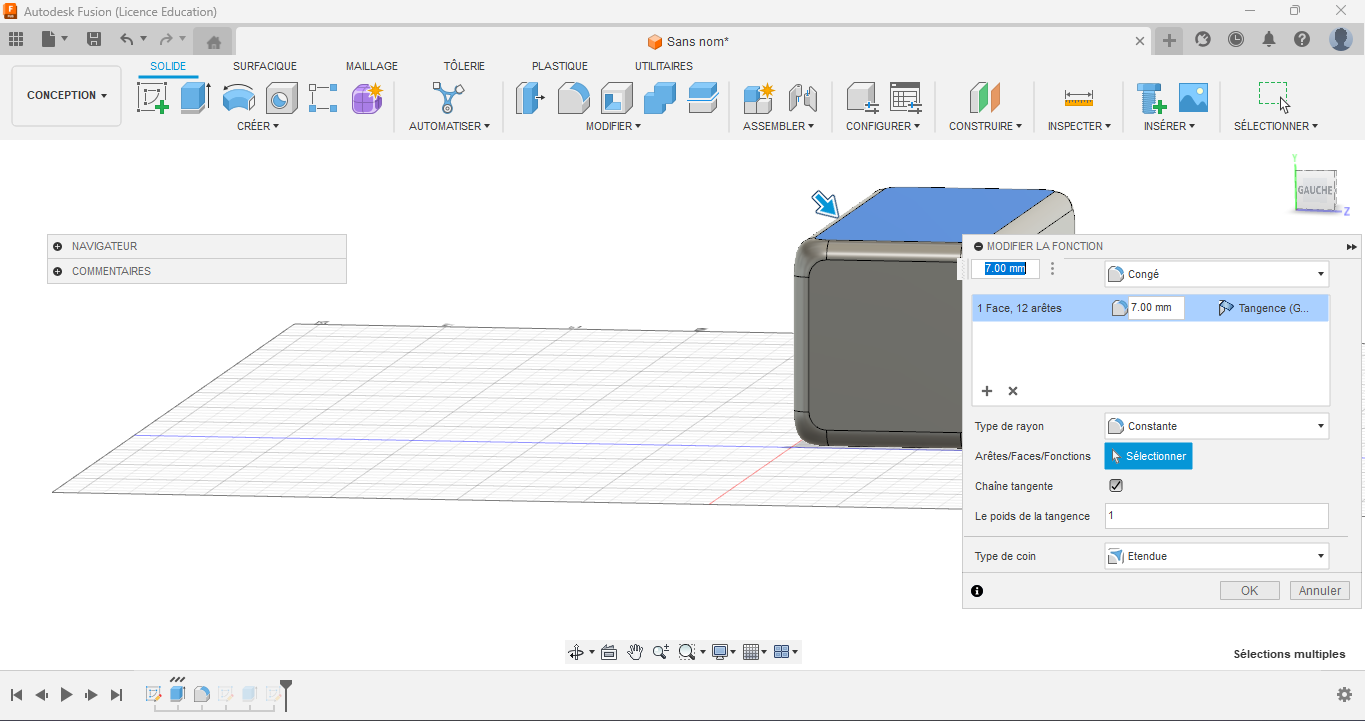 Autodesk Fusion (Licence Education)
Sans nom*
CONCEPTION
SOLIDE SURFACIQUE MAILLAGE TÔLERIE PLASTIQUE UTILITAIRES
CRÉER AUTOMATISER MODIFIER ASSEMBLER CONFIGURER CONSTRUIRE INSPECTER INSÉRER SÉLECTIONNER
Y
GAUCHE
Z
NAVIGATEUR
COMMENTAIRES
MODIFIER LA FONCTION
7.00 mm
Congé
1 Face, 12 arêtes 7.00 mm Tangence (G...
Type de rayon Constante
Arêtes/Faces/Fonctions Sélectionner
Chaîne tangente
Le poids de la tangence 1
Type de coin Etendue
OK Annuler
Sélections multiples